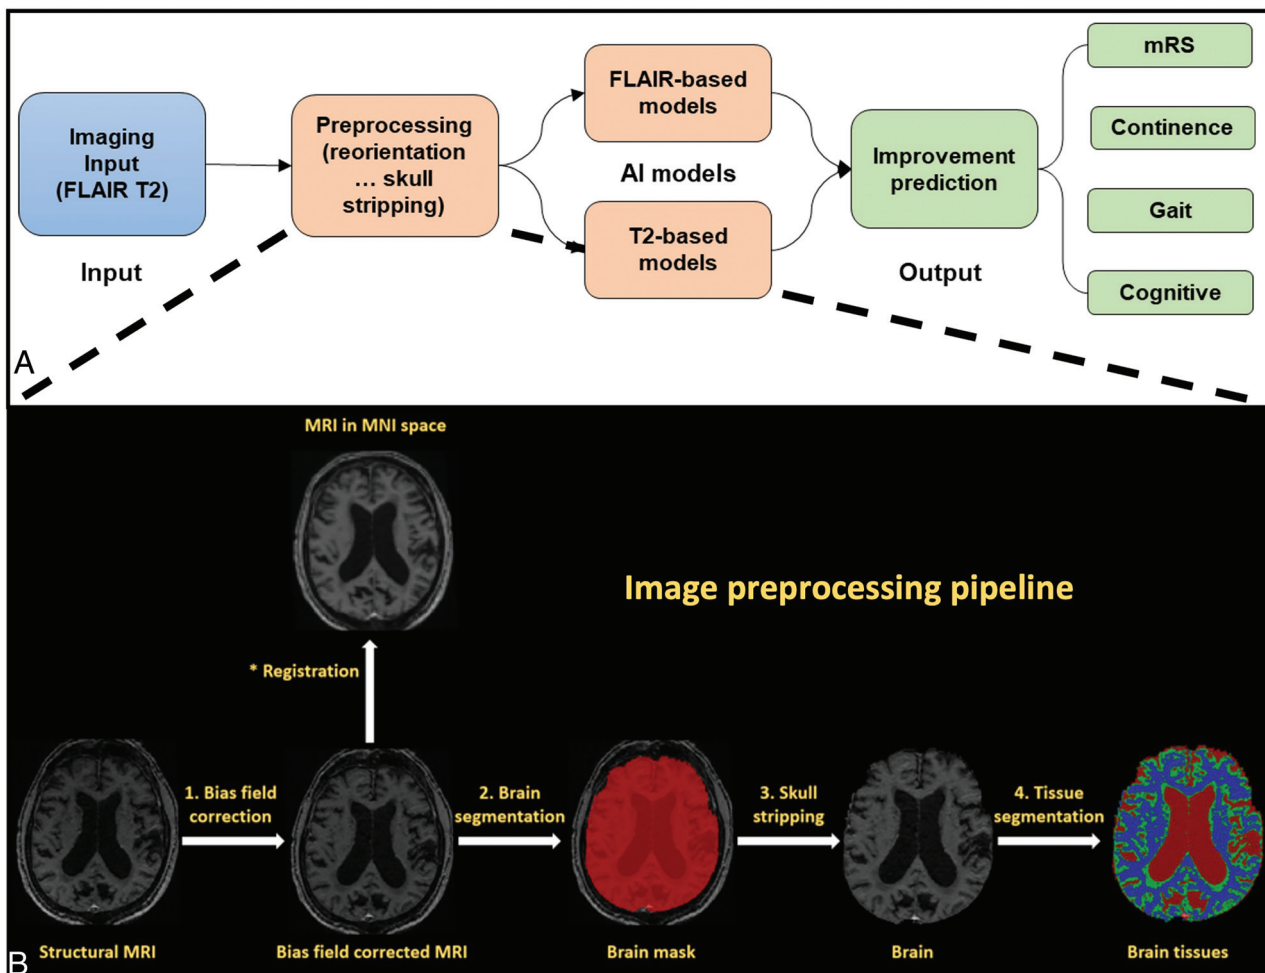 Imaging
Input
(FLAIR T2)
Input
Preprocessing
(reorientation
... skull
stripping)
FLAIR-based
models
AI models
T2-based
models
Improvement
prediction
Output
mRS
Continence
Gait
Cognitive
A
MRI in MNI space
Image preprocessing pipeline
* Registration
1. Bias field
correction
2. Brain
segmentation
3. Skull
stripping
4. Tissue
segmentation
Structural MRI
Bias field corrected MRI
Brain mask
Brain
Brain tissues
B